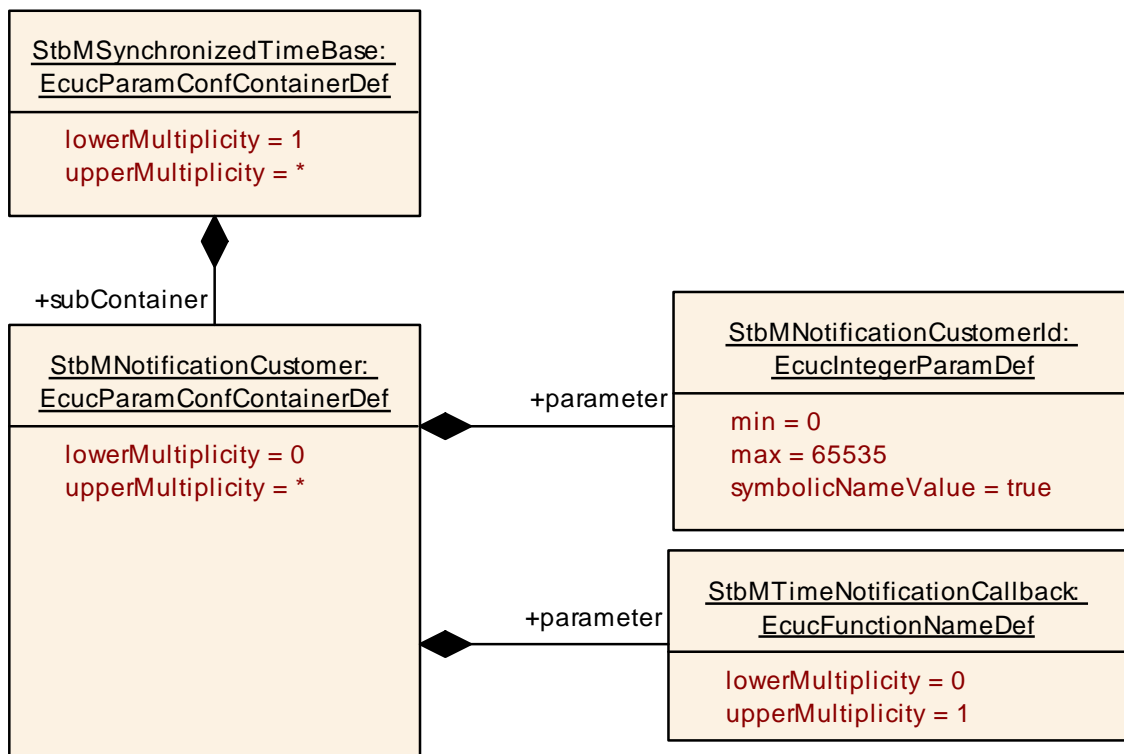 StbMSynchronizedTimeBase:
EcucParamConfContainerDef
lowerMultiplicity = 1
upperMultiplicity = *
+subContainer
StbMNotificationCustomer:
EcucParamConfContainerDef
lowerMultiplicity = 0
upperMultiplicity = *
+parameter
StbMNotificationCustomerId:
EcucIntegerParamDef
min = 0
max = 65535
symbolicNameValue = true
+parameter
StbMTimeNotificationCallback:
EcucFunctionNameDef
lowerMultiplicity = 0
upperMultiplicity = 1